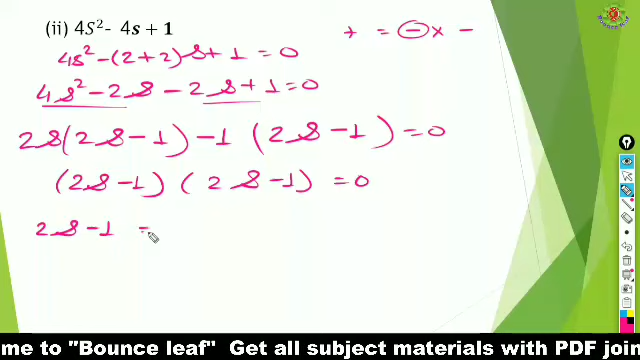 (ii) 4S²- 4s + 1
+ = - x -
4s² - (2+2)s + 1 = 0
4s² - 2s - 2s + 1 = 0
2s(2s - 1) - 1 (2s - 1) = 0
(2s - 1) (2s - 1) = 0
2s - 1 =
me to "Bounce leaf" Get all subject materials with PDF join